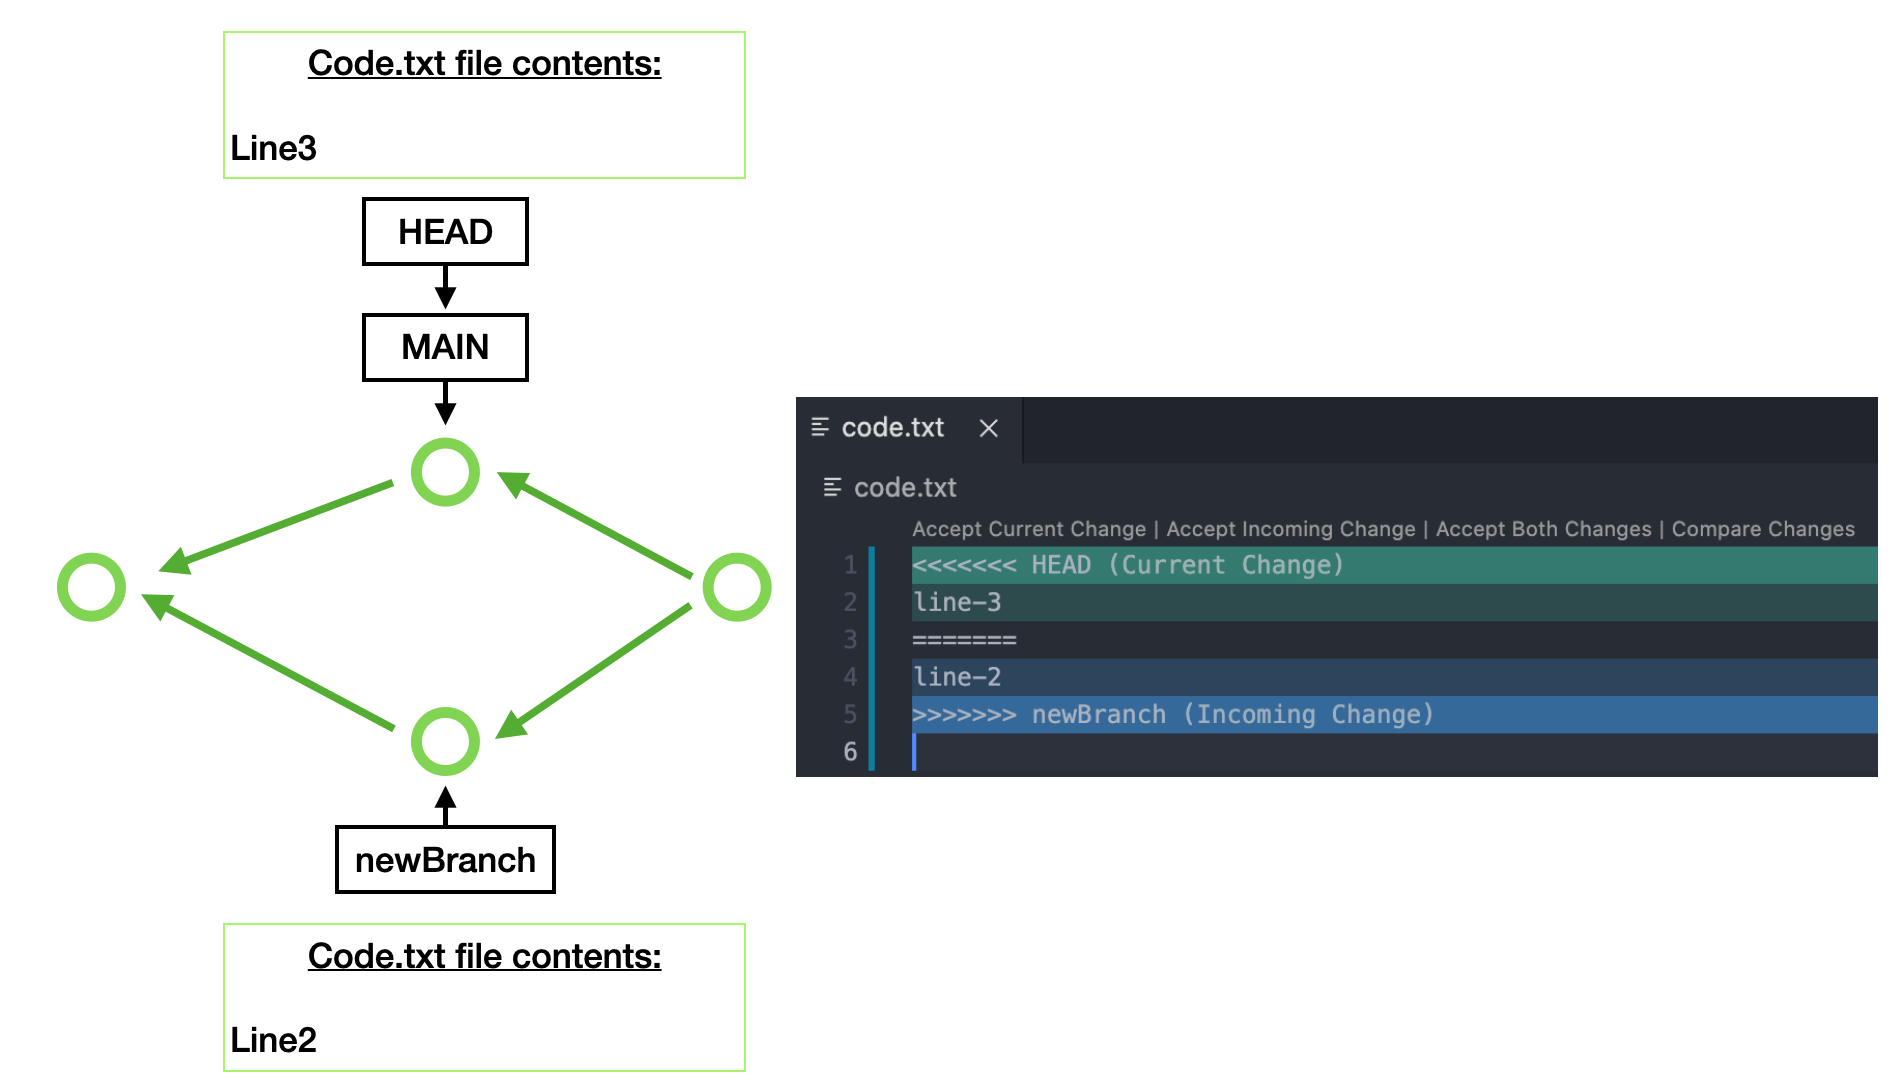 Code.txt file contents:
Line3
HEAD
MAIN
newBranch
Code.txt file contents:
Line2
code.txt
code.txt
Accept Current Change | Accept Incoming Change | Accept Both Changes | Compare Changes
1 <<<<<<< HEAD (Current Change)
2 line-3
3 =======
4 line-2
5 >>>>>>> newBranch (Incoming Change)
6